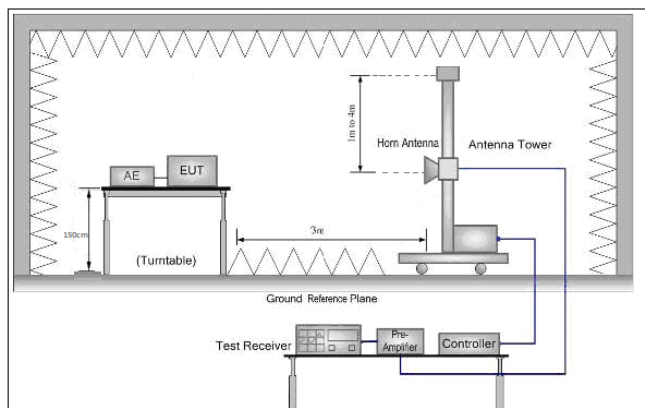 1m to 4m
Horn Antenna
Antenna Tower
AE
EUT
150cm
3m
(Turntable)
Ground Reference Plane
Test Receiver
Pre-
Amplifier
Controller